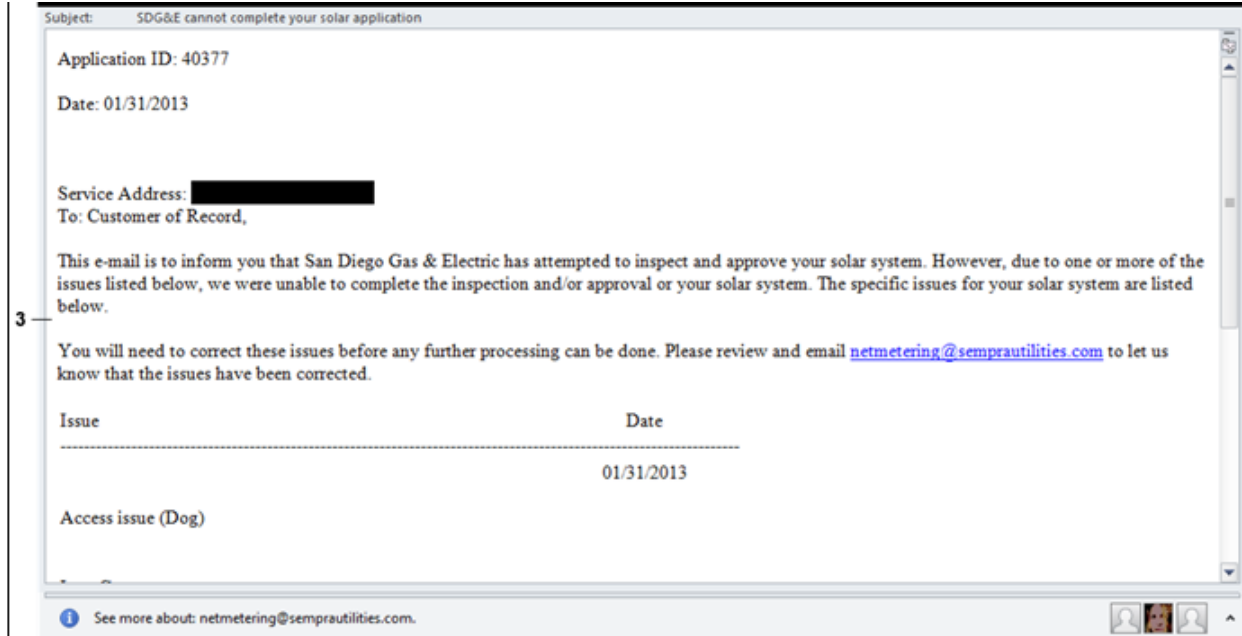 Subject: SDG&E cannot complete your solar application
Application ID: 40377
Date: 01/31/2013
Service Address:
To: Customer of Record,
This e-mail is to inform you that San Diego Gas & Electric has attempted to inspect and approve your solar system. However, due to one or more of the
issues listed below, we were unable to complete the inspection and/or approval or your solar system. The specific issues for your solar system are listed
below.
3
You will need to correct these issues before any further processing can be done. Please review and email netmetering@semprautilities.com to let us
know that the issues have been corrected.
Issue Date
--------------------------------------------------------------------------------------------------------------------
01/31/2013
Access issue (Dog)
See more about: netmetering@semprautilities.com.